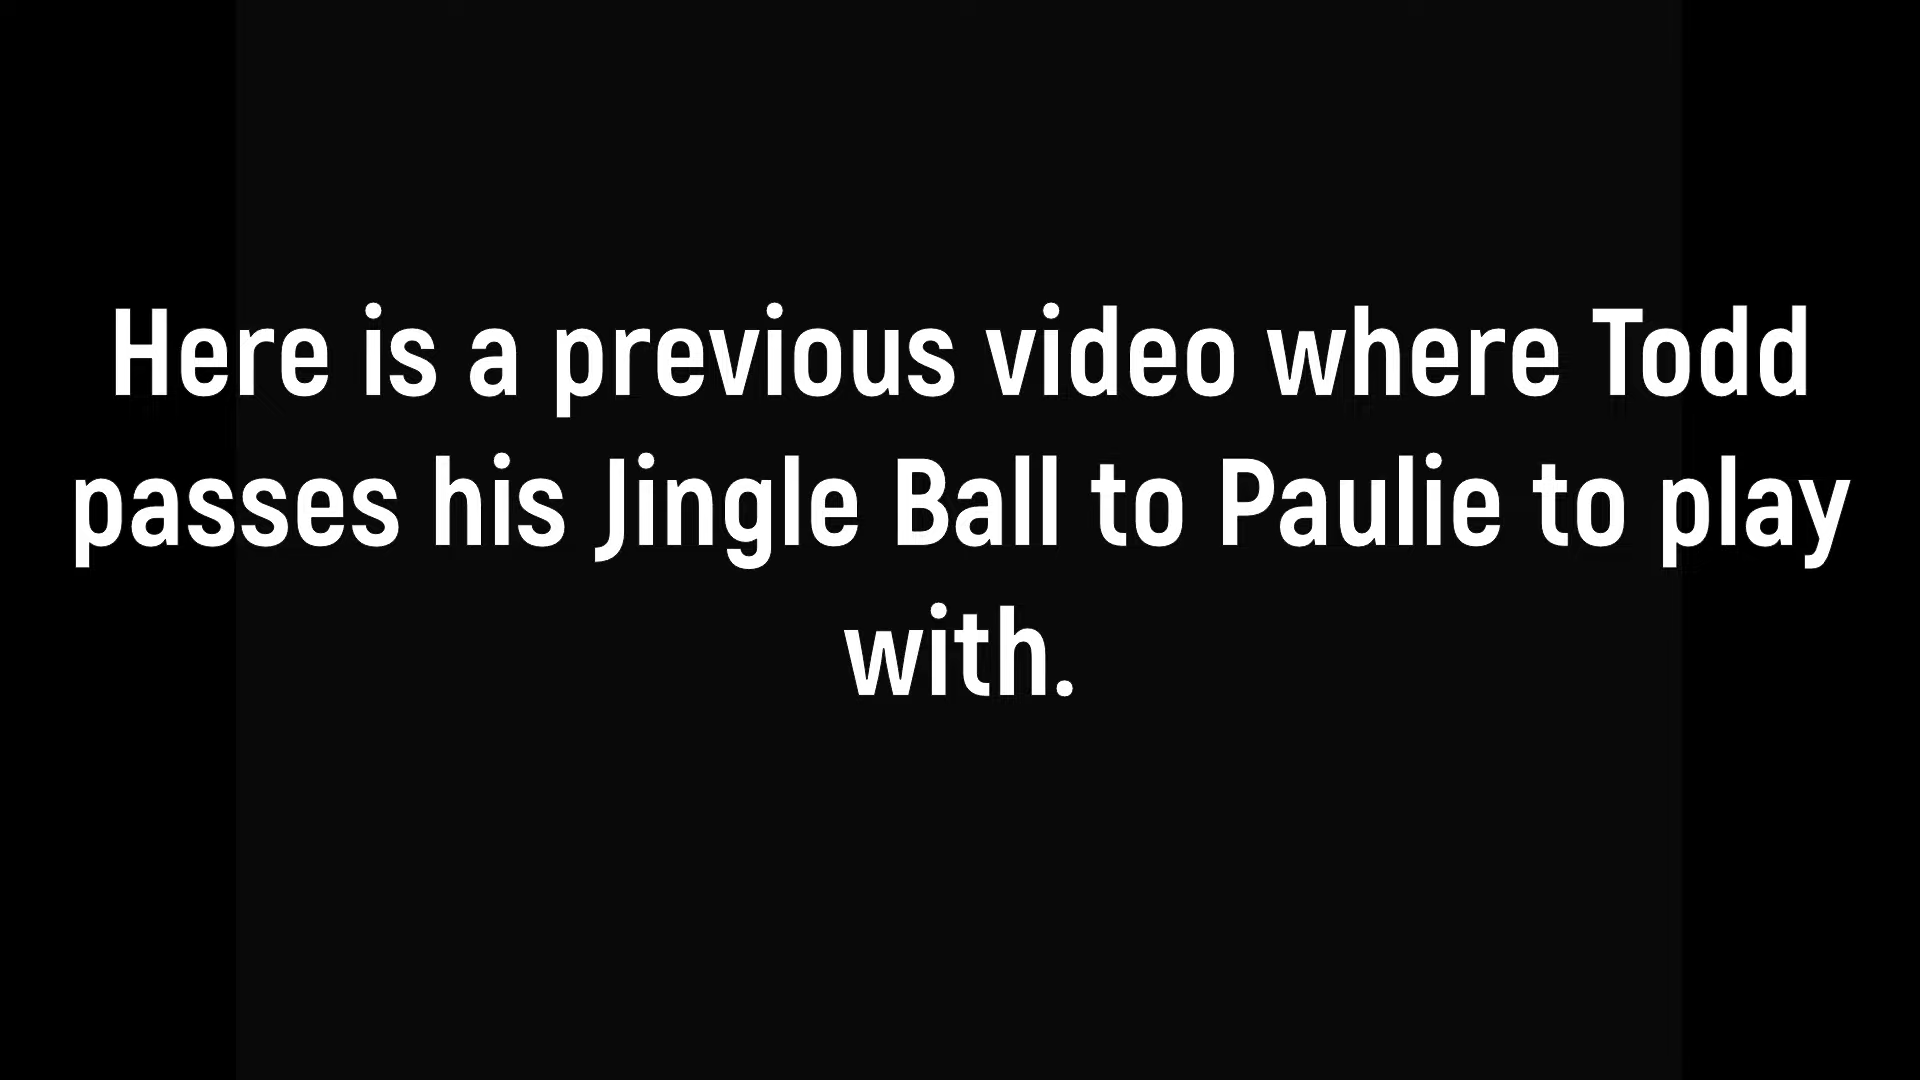 Here is a previous video where Todd
passes his Jingle Ball to Paulie to play
with.